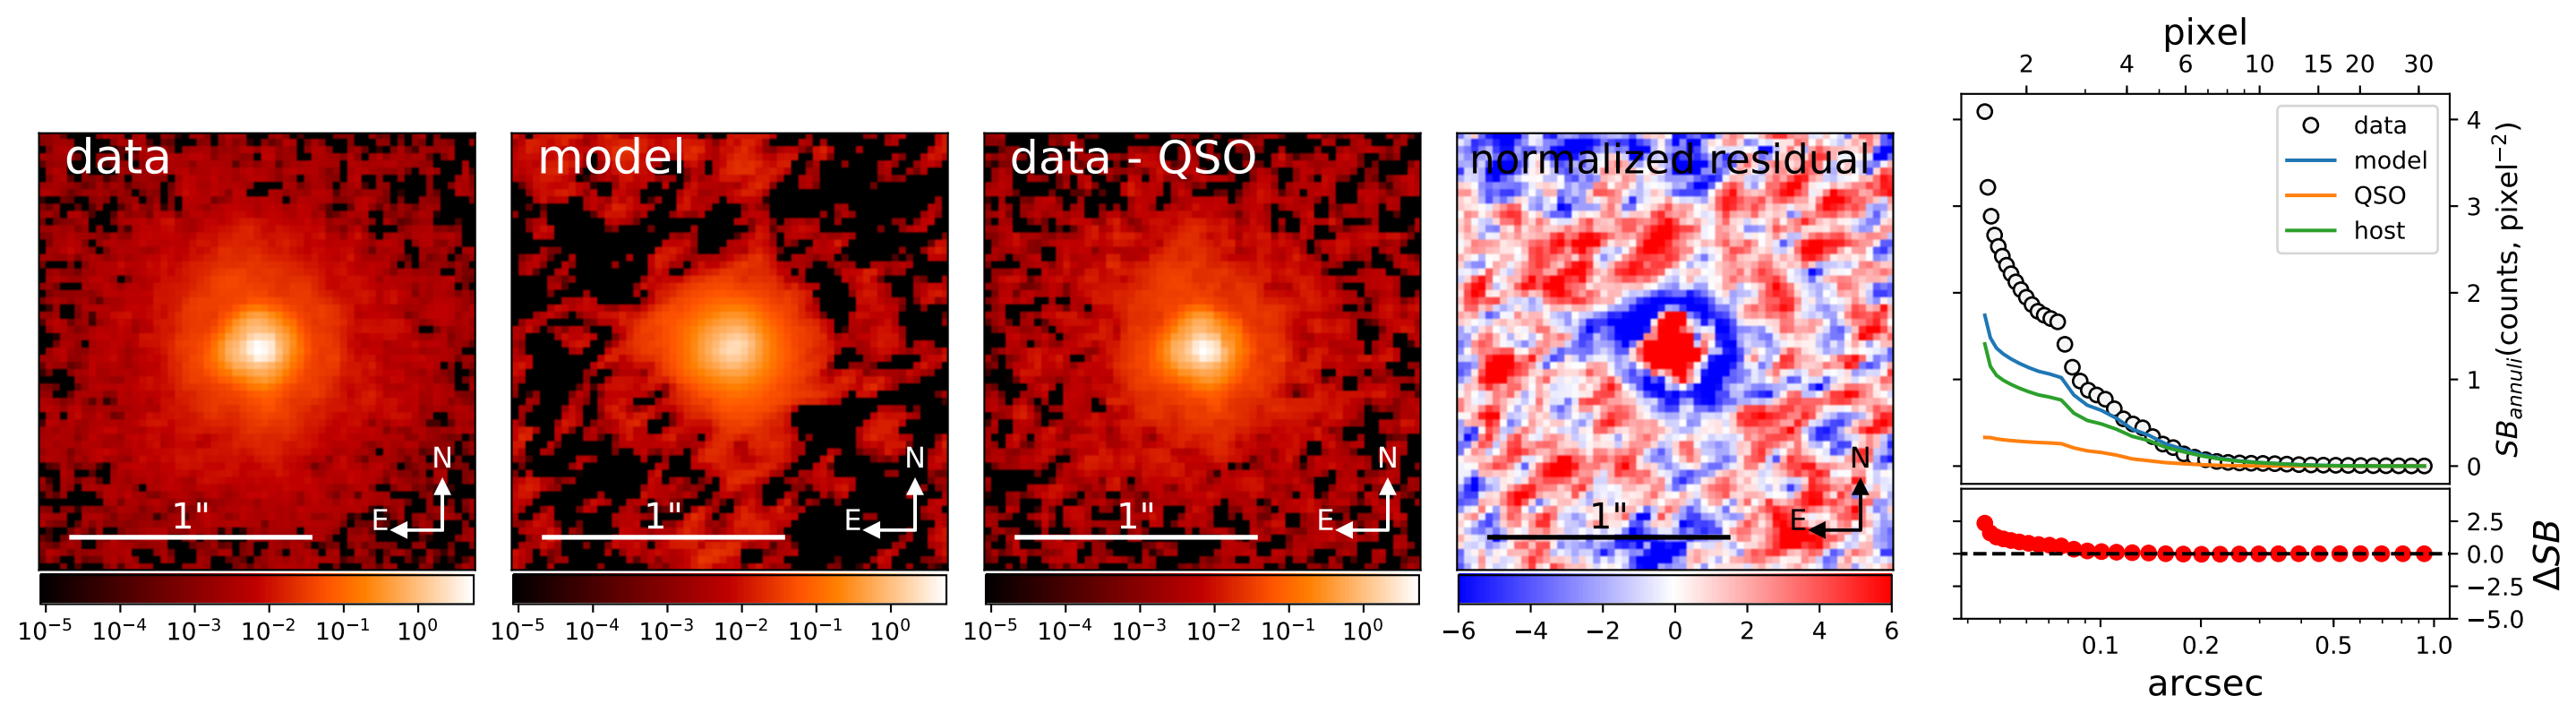 data
N
E
1"
10⁻⁵ 10⁻⁴ 10⁻³ 10⁻² 10⁻¹ 10⁰
model
N
E
1"
10⁻⁵ 10⁻⁴ 10⁻³ 10⁻² 10⁻¹ 10⁰
data - QSO
N
E
1"
10⁻⁵ 10⁻⁴ 10⁻³ 10⁻² 10⁻¹ 10⁰
normalized residual
N
E
1"
−6 −4 −2 0 2 4 6
pixel
2 4 6 10 15 20 30
data
model
QSO
host
4
3
2
1
0
SBannuli(counts, pixel⁻²)
2.5
0.0
−2.5
−5.0
ΔSB
0.1 0.2 0.5 1.0
arcsec